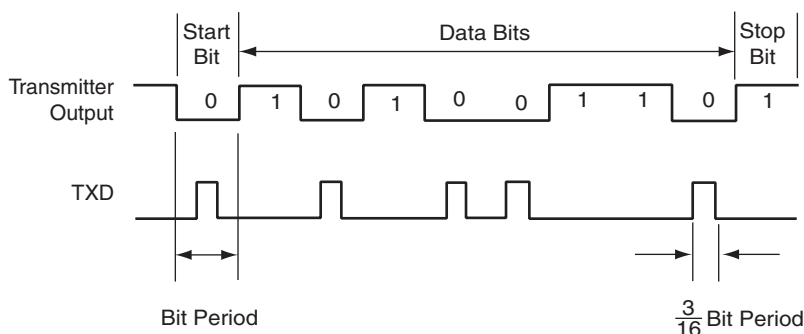 Start Bit
Data Bits
Stop Bit
Transmitter Output
0 1 0 1 0 0 1 1 0 1
TXD
Bit Period
3/16 Bit Period